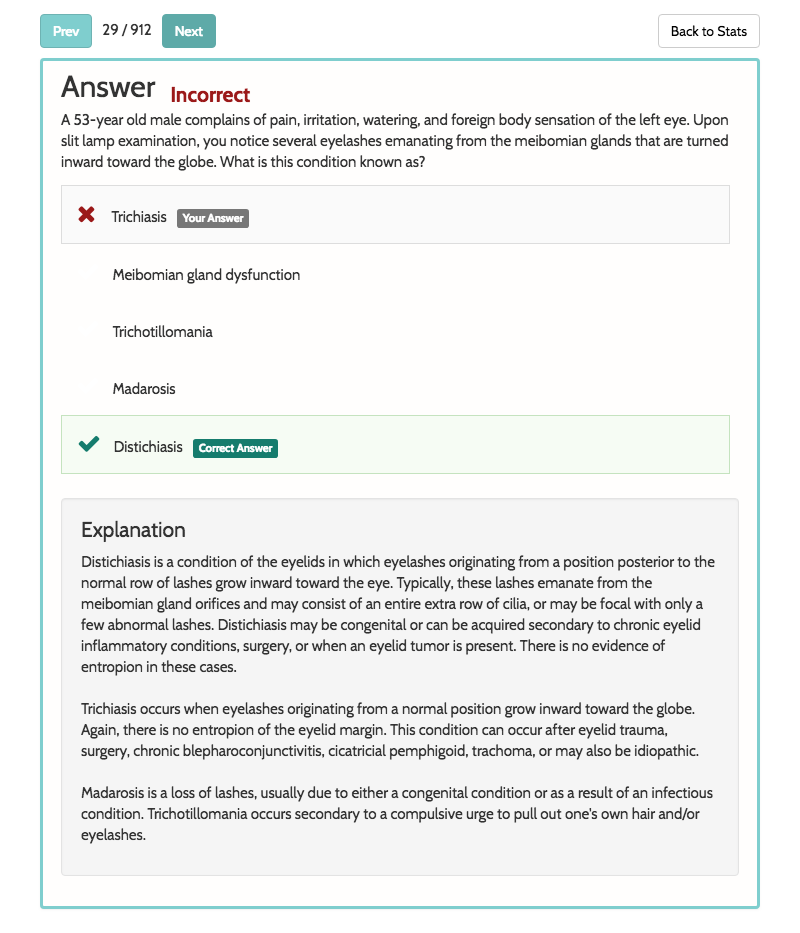 Prev 29 / 912 Next Back to Stats
Answer Incorrect
A 53-year old male complains of pain, irritation, watering, and foreign body sensation of the left eye. Upon
slit lamp examination, you notice several eyelashes emanating from the meibomian glands that are turned
inward toward the globe. What is this condition known as?
Trichiasis Your Answer
Meibomian gland dysfunction
Trichotillomania
Madarosis
Distichiasis Correct Answer
Explanation
Distichiasis is a condition of the eyelids in which eyelashes originating from a position posterior to the
normal row of lashes grow inward toward the eye. Typically, these lashes emanate from the
meibomian gland orifices and may consist of an entire extra row of cilia, or may be focal with only a
few abnormal lashes. Distichiasis may be congenital or can be acquired secondary to chronic eyelid
inflammatory conditions, surgery, or when an eyelid tumor is present. There is no evidence of
entropion in these cases.
Trichiasis occurs when eyelashes originating from a normal position grow inward toward the globe.
Again, there is no entropion of the eyelid margin. This condition can occur after eyelid trauma,
surgery, chronic blepharoconjunctivitis, cicatricial pemphigoid, trachoma, or may also be idiopathic.
Madarosis is a loss of lashes, usually due to either a congenital condition or as a result of an infectious
condition. Trichotillomania occurs secondary to a compulsive urge to pull out one's own hair and/or
eyelashes.